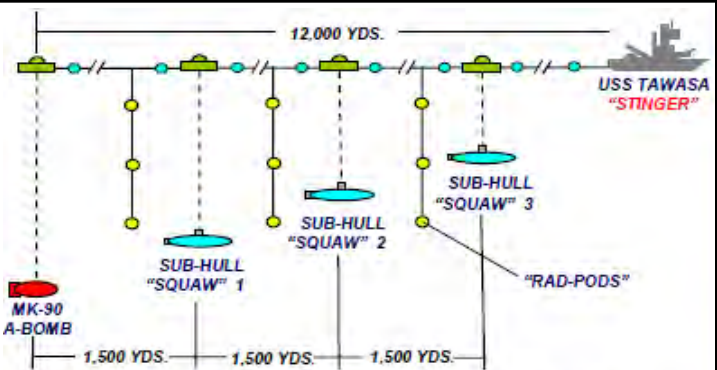 12,000 YDS.
USS TAWASA
"STINGER"
SUB-HULL
"SQUAW" 3
SUB-HULL
"SQUAW" 2
SUB-HULL
"SQUAW" 1
"RAD-PODS"
MK-90
A-BOMB
1,500 YDS.
1,500 YDS.
1,500 YDS.